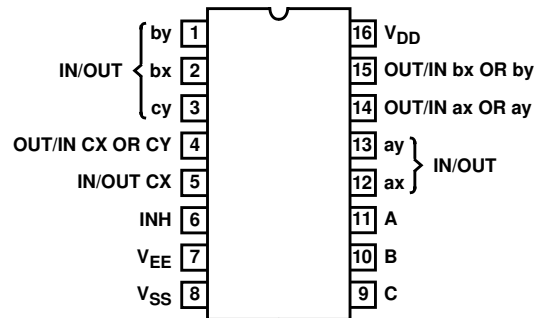 by 1
bx 2
IN/OUT
cy 3
OUT/IN CX OR CY 4
IN/OUT CX 5
INH 6
VEE 7
VSS 8
16 VDD
15 OUT/IN bx OR by
14 OUT/IN ax OR ay
13 ay
IN/OUT
12 ax
11 A
10 B
9 C